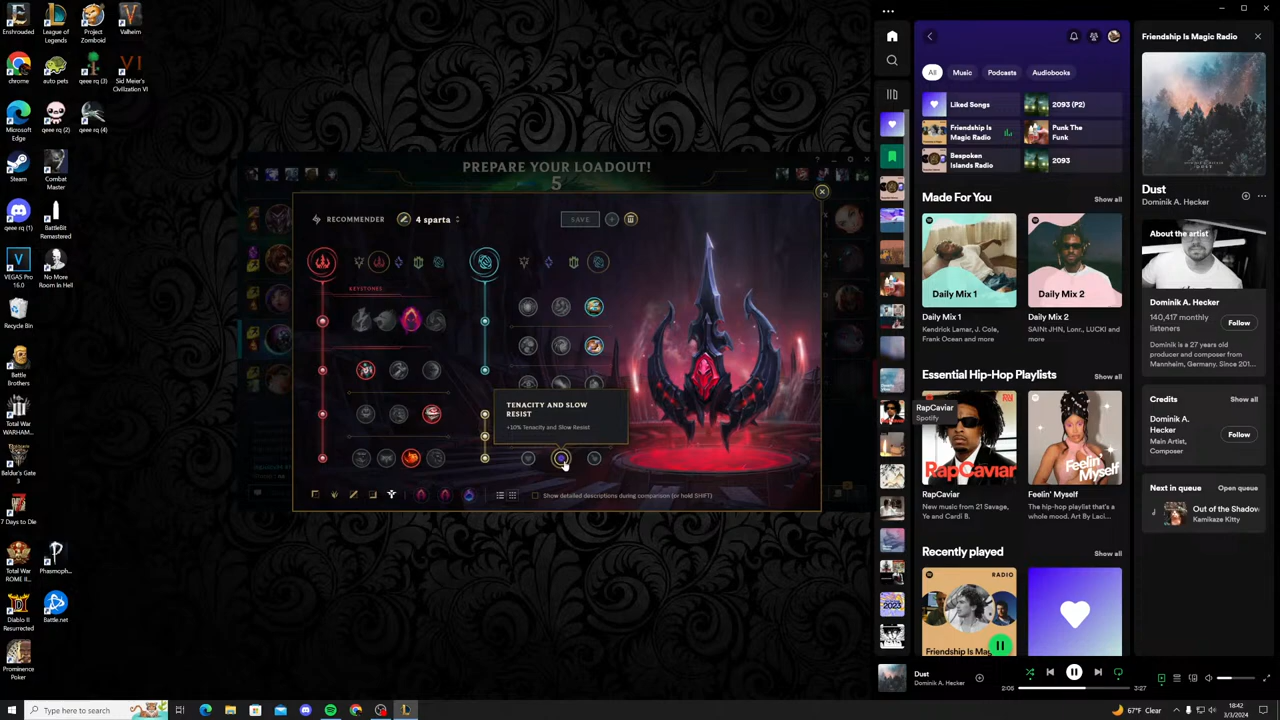 Enshrouded
League of
Legends
Project
Zomboid
Valheim
chrome
auto pets
qeee rq (3)
Sid Meier's
Civilization VI
Microsoft
Edge
qeee rq (2)
qeee rq (4)
Steam
Combat
Master
qeee rq (1)
BattleBit
Remastered
VEGAS Pro
16.0
No More
Room In Hell
Recycle Bin
Battle
Brothers
Total War
WARHAM...
Baldur's Gate
3
7 Days to Die
Total War
ROME II...
Phasmoph...
Diablo II
Resurrected
Battle.net
Prominence
Poker
PREPARE YOUR LOADOUT!
5
RECOMMENDER
4 sparta
SAVE
KEYSTONES
TENACITY AND SLOW
RESIST
+10% Tenacity and Slow Resist
Show detailed descriptions during comparison (or hold SHIFT)
All
Music
Podcasts
Audiobooks
Liked Songs
2093 (P2)
Friendship Is
Magic Radio
Punk The
Funk
Bespoken
Islands Radio
2093
Made For You
Show all
Daily Mix 1
Daily Mix 2
Daily Mix 1
Kendrick Lamar, J. Cole,
Frank Ocean and more
Daily Mix 2
SAINt JHN, Lonr., LUCKI and
more
Essential Hip-Hop Playlists
Show all
RapCaviar
Spotify
RapCaviar
Feelin' Myself
RapCaviar
New music from 21 Savage,
Ye and Cardi B.
Feelin' Myself
The hip-hop playlist that's a
whole mood. Art By Laci...
Recently played
Show all
RADIO
Friendship Is Magic
Friendship Is Magic Radio
Dust
Dominik A. Hecker
About the artist
Dominik A. Hecker
140,417 monthly
listeners
Follow
Dominik is a 27 years old
producer and composer from
Mannheim, Germany. Since 201...
Credits
Show all
Dominik A.
Hecker
Main Artist,
Composer
Follow
Next in queue
Open queue
Out of the Shadow
Kamikaze Kitty
Dust
Dominik A. Hecker
2:05
3:27
Type here to search
67°F Clear
18:42
3/3/2024